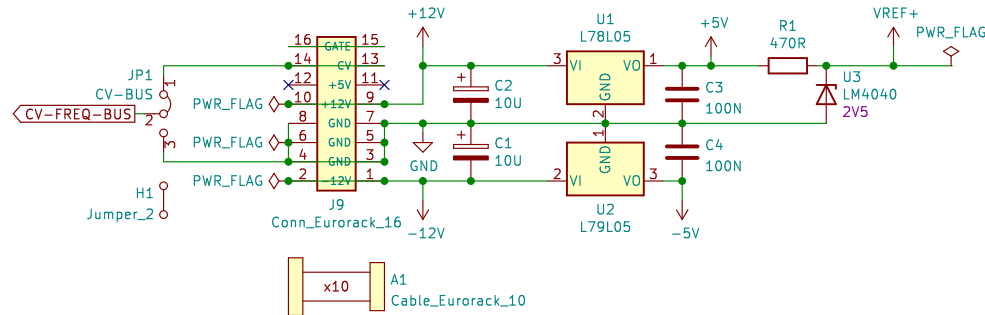 +12V
U1
L78L05
+5V
R1
470R
VREF+
PWR_FLAG
16 GATE 15
14 CV 13
12 +5V 11
PWR_FLAG 10 +12V 9
8 GND 7
PWR_FLAG 6 GND 5
4 GND 3
PWR_FLAG 2 -12V 1
J9
Conn_Eurorack_16
JP1
CV-BUS
1
2
3
CV-FREQ-BUS
H1
Jumper_2
+
C2
10U
3 VI VO 1
GND
2
C3
100N
U3
LM4040
2V5
GND
+
C1
10U
1
GND
2 VI VO 3
C4
100N
U2
L79L05
-12V
-5V
x10
A1
Cable_Eurorack_10